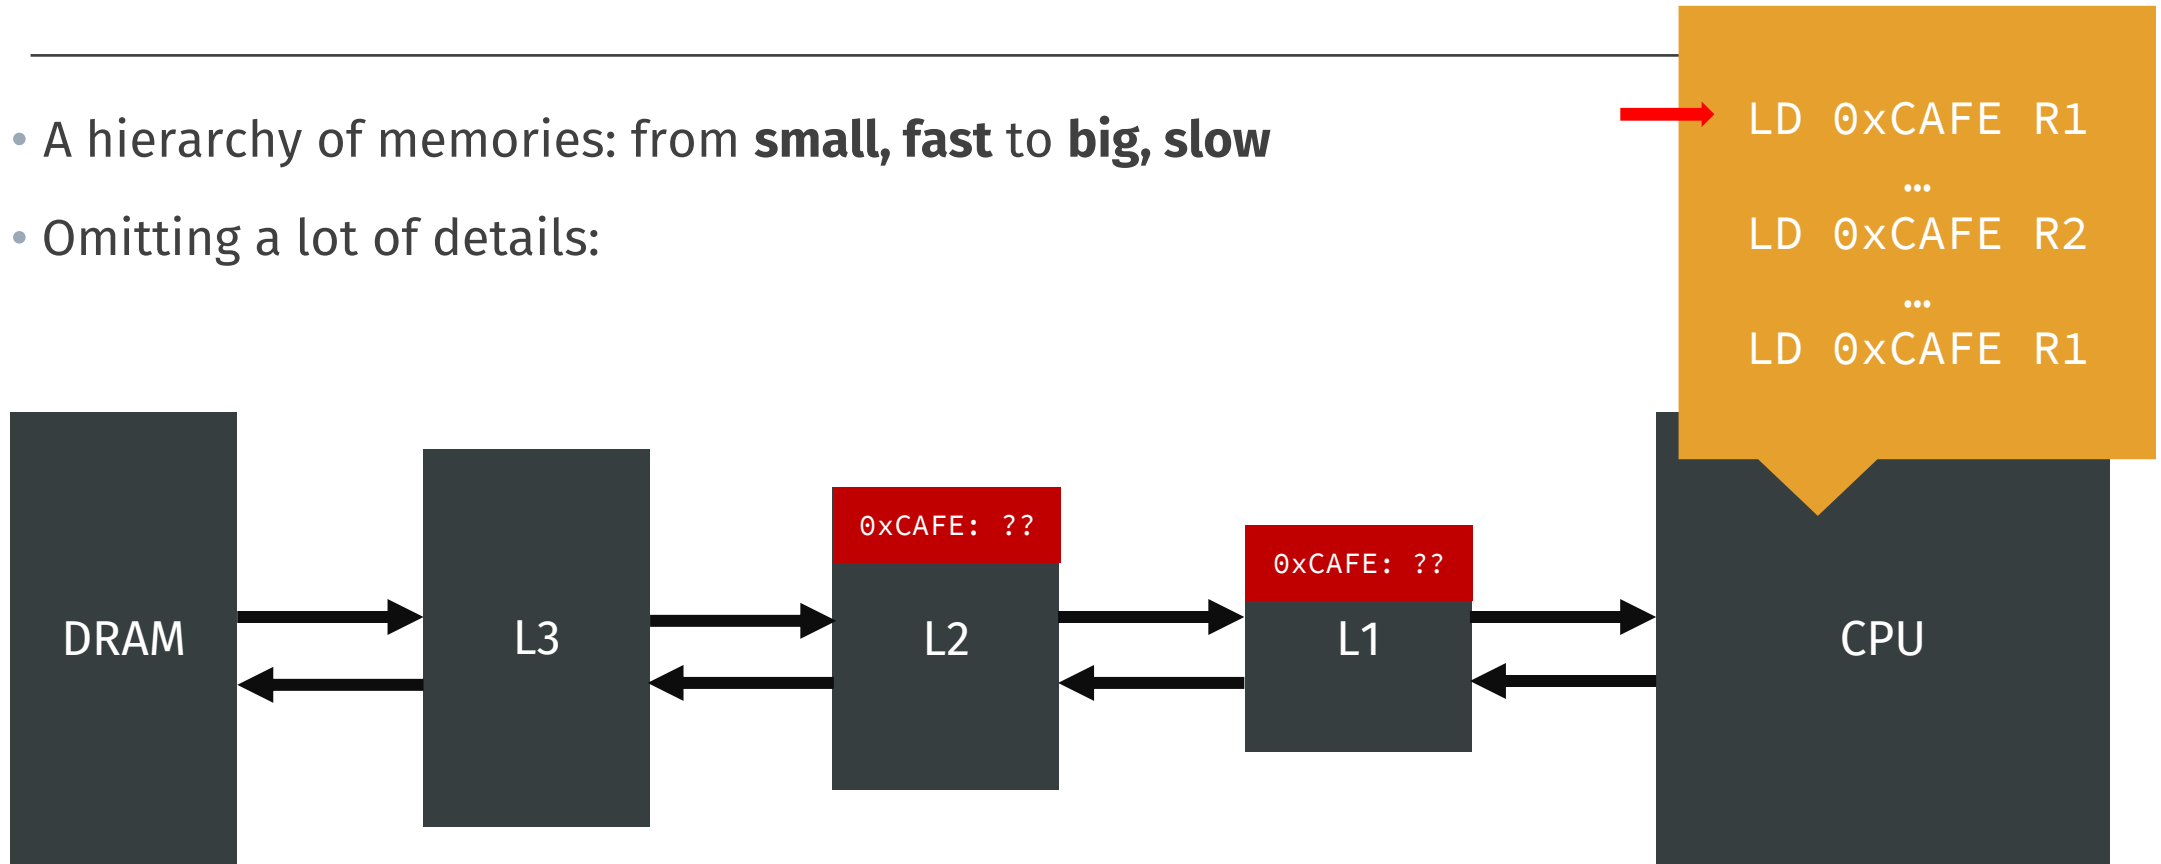 • A hierarchy of memories: from small, fast to big, slow
• Omitting a lot of details:
LD 0xCAFE R1
…
LD 0xCAFE R2
…
LD 0xCAFE R1
DRAM
L3
0xCAFE: ??
L2
0xCAFE: ??
L1
CPU